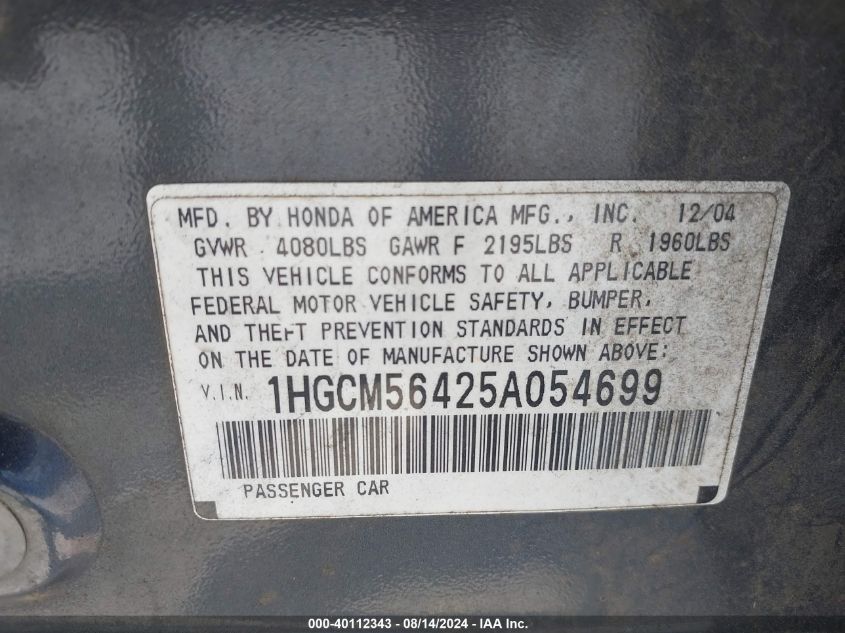 MFD. BY HONDA OF AMERICA MFG., INC. 12/04
GVWR 4080LBS GAWR F 2195LBS R 1960LBS
THIS VEHICLE CONFORMS TO ALL APPLICABLE
FEDERAL MOTOR VEHICLE SAFETY, BUMPER,
AND THEFT PREVENTION STANDARDS IN EFFECT
ON THE DATE OF MANUFACTURE SHOWN ABOVE:
V.I.N. 1HGCM56425A054699
PASSENGER CAR
000-40112343 - 08/14/2024 - IAA Inc.